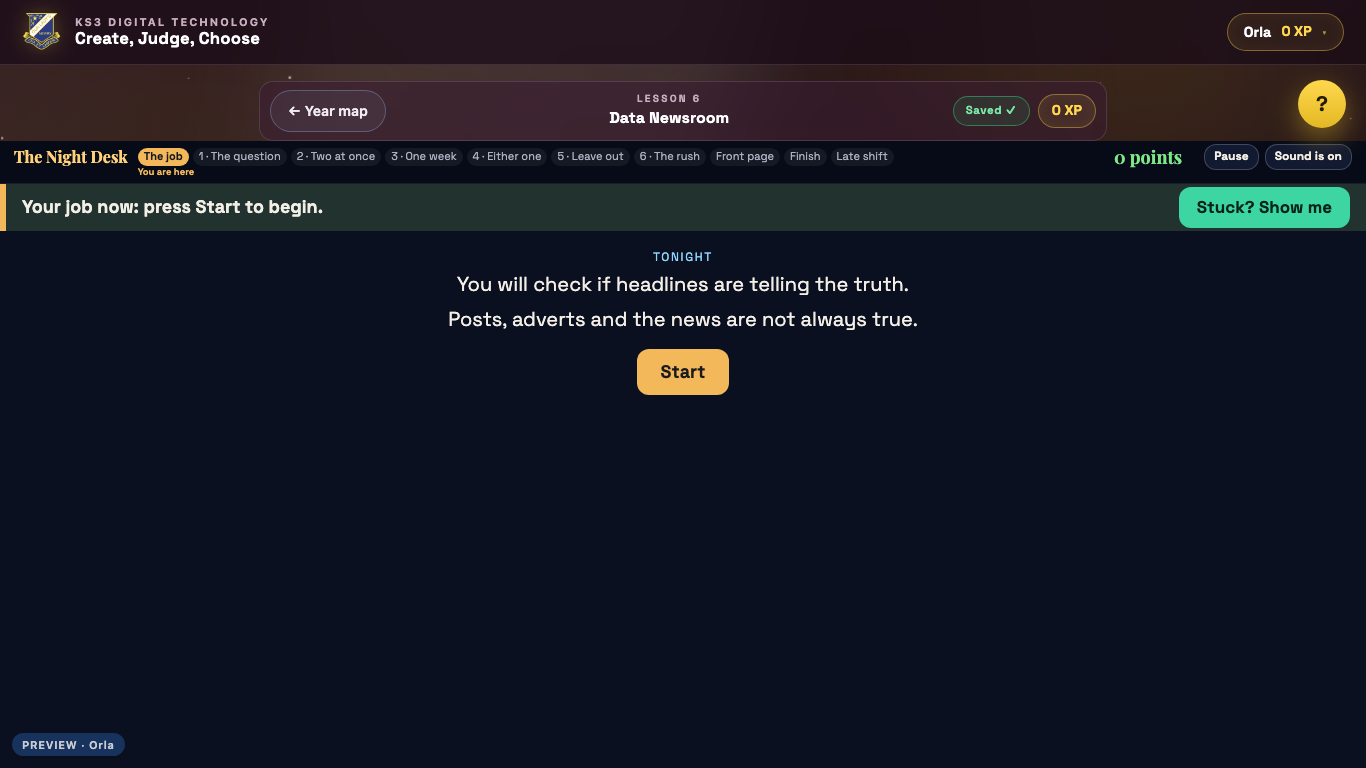 KS3 DIGITAL TECHNOLOGY
Create, Judge, Choose
Orla 0 XP
← Year map
LESSON 6
Data Newsroom
Saved ✓
0 XP
?
The Night Desk
The job
1 · The question
2 · Two at once
3 · One week
4 · Either one
5 · Leave out
6 · The rush
Front page
Finish
Late shift
You are here
0 points
Pause
Sound is on
Your job now: press Start to begin.
Stuck? Show me
TONIGHT
You will check if headlines are telling the truth.
Posts, adverts and the news are not always true.
Start
PREVIEW · Orla